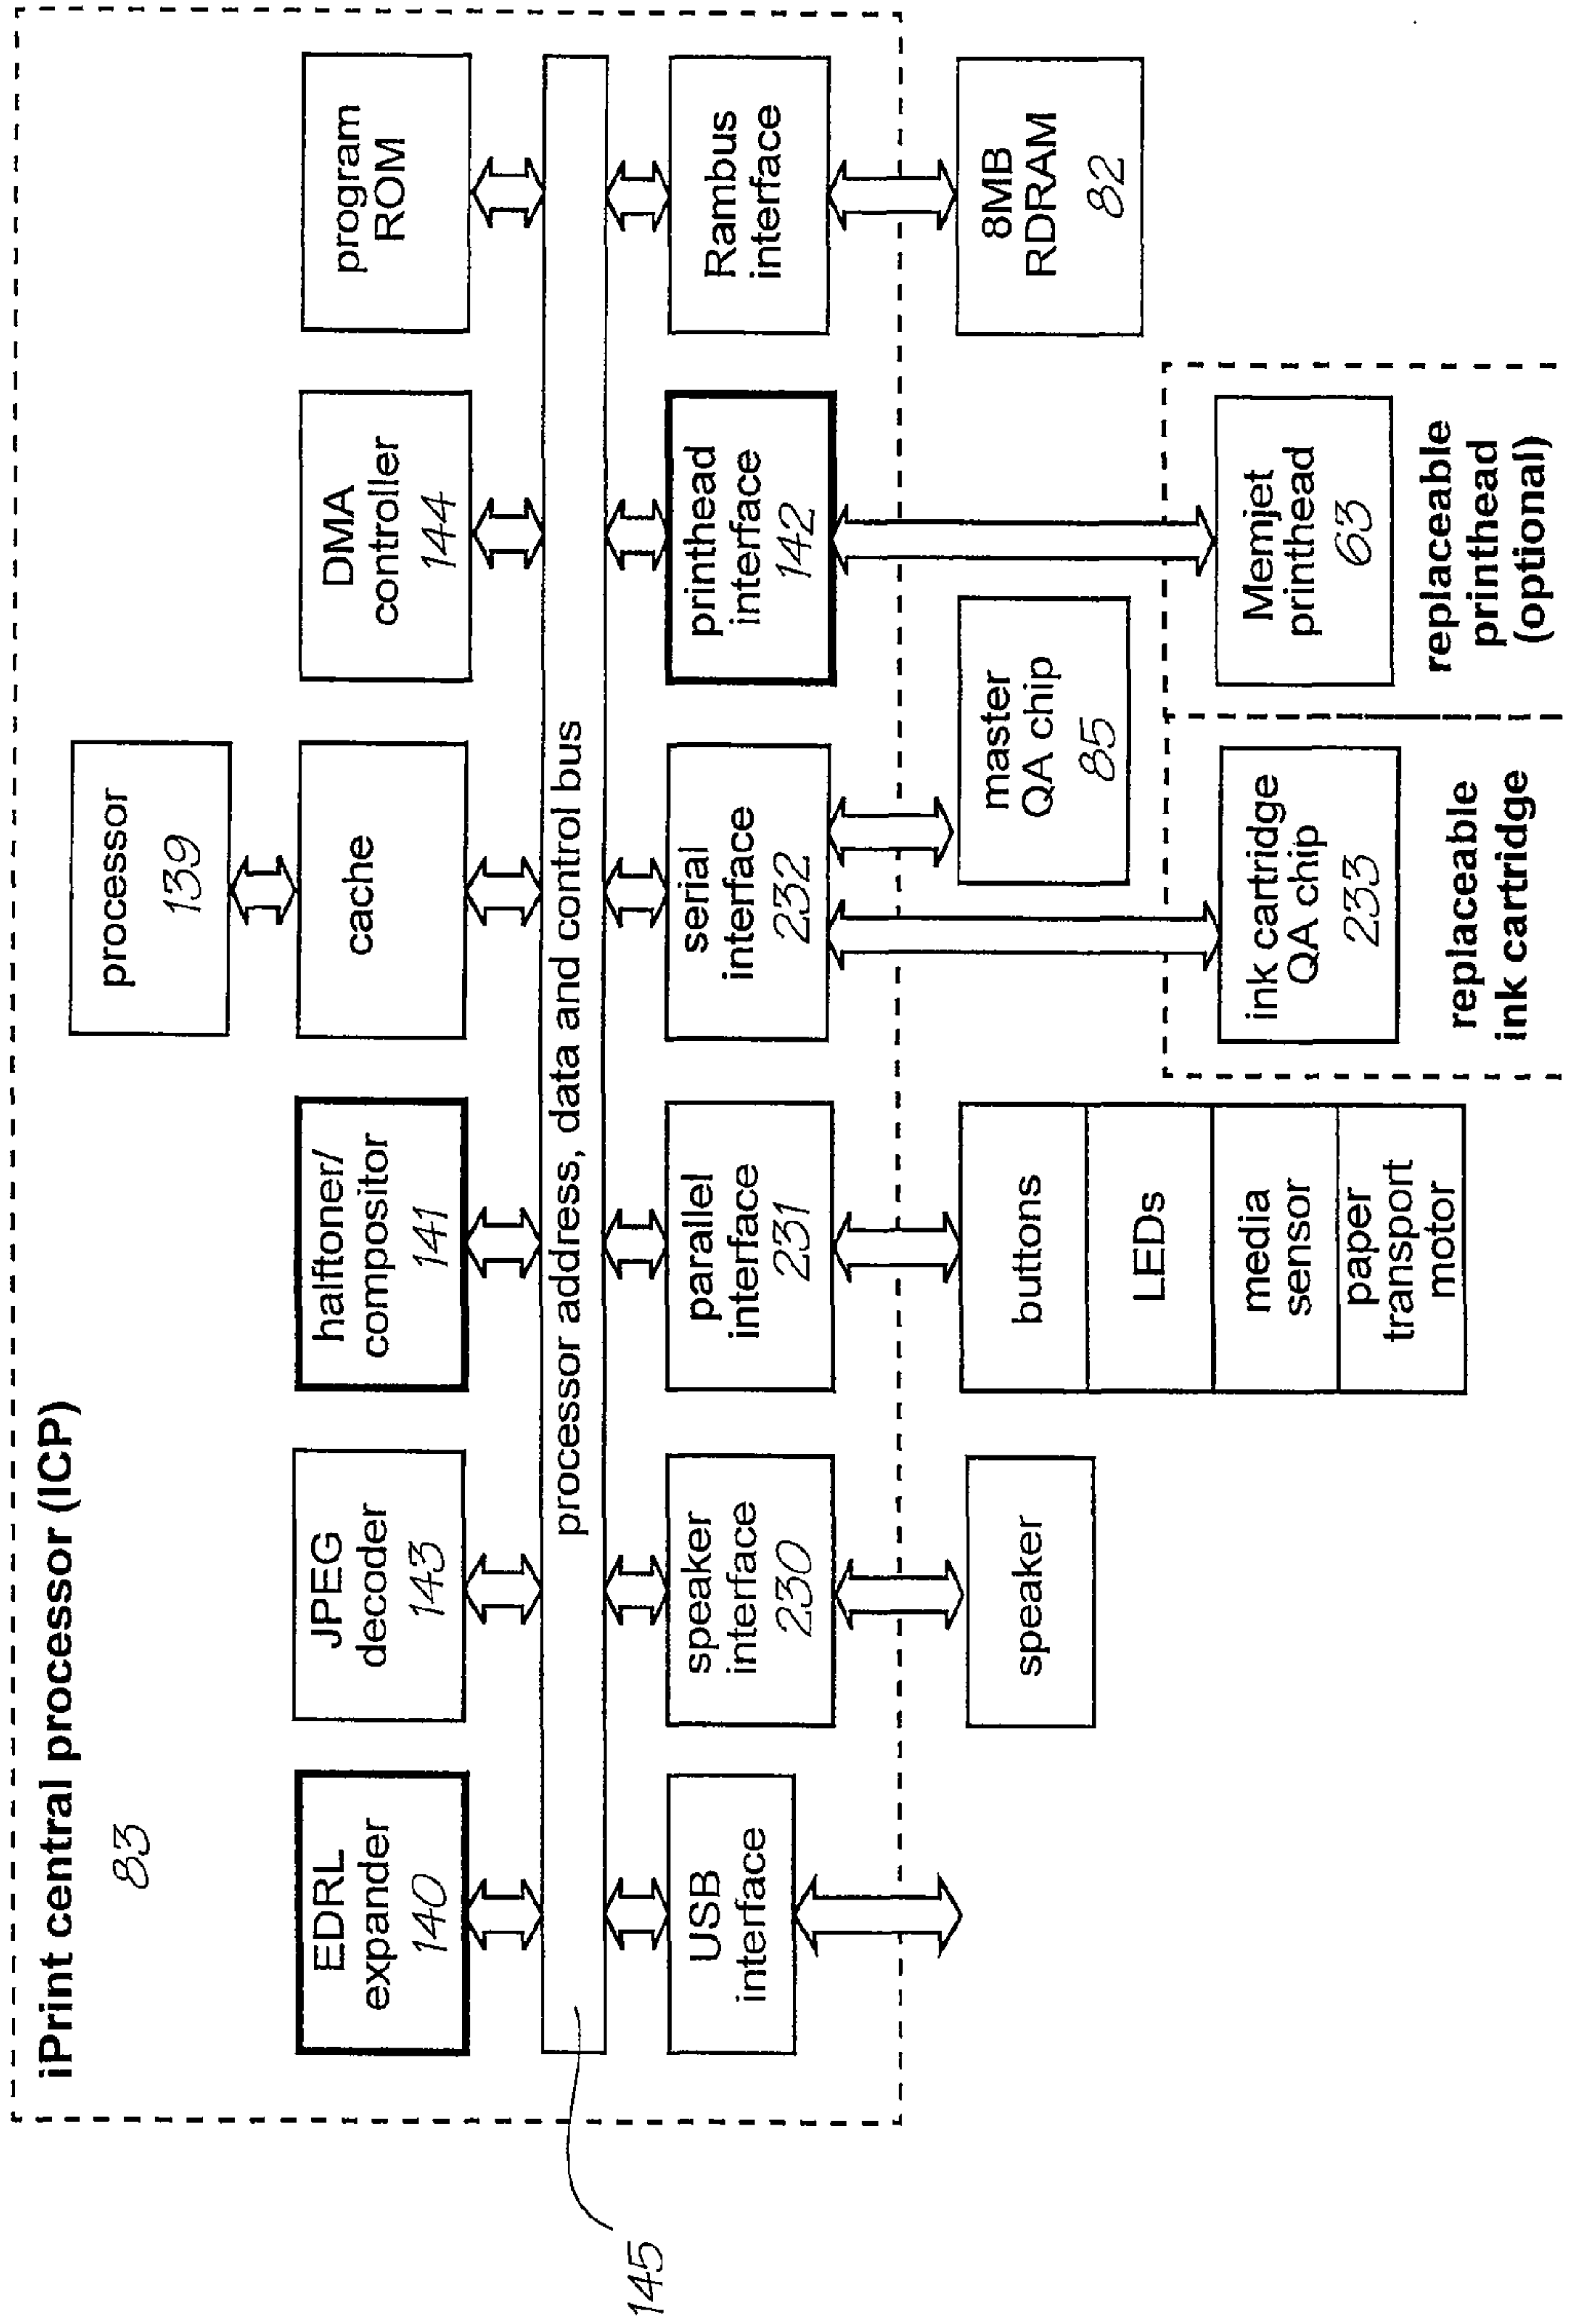 iPrint central processor (ICP)
83
processor
139
EDRL
expander
140
JPEG
decoder
143
halftoner/
compositor
141
cache
DMA
controller
144
program
ROM
processor address, data and control bus
145
USB
interface
speaker
interface
230
parallel
interface
231
serial
interface
232
printhead
interface
142
Rambus
interface
speaker
buttons
LEDs
media
sensor
paper
transport
motor
master
QA chip
85
8MB
RDRAM
82
ink cartridge
QA chip
233
Memjet
printhead
63
replaceable
ink cartridge
replaceable
printhead
(optional)